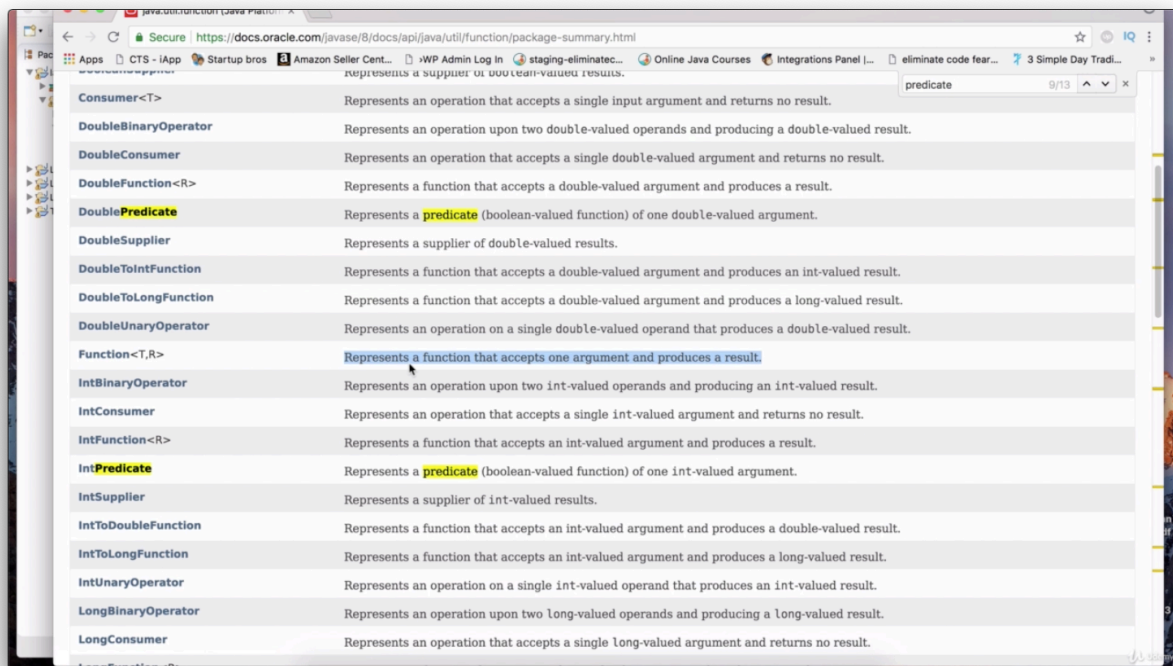 java.util.function (Java Platfor
Secure | https://docs.oracle.com/javase/8/docs/api/java/util/function/package-summary.html
IQ
Apps CTS - iApp Startup bros Amazon Seller Cent... ›WP Admin Log In staging-eliminatec... Online Java Courses Integrations Panel |... eliminate code fear... 3 Simple Day Tradi... »
Pac
predicate 9/13
BooleanSupplier Represents a supplier of boolean-valued results.
Consumer<T> Represents an operation that accepts a single input argument and returns no result.
DoubleBinaryOperator Represents an operation upon two double-valued operands and producing a double-valued result.
DoubleConsumer Represents an operation that accepts a single double-valued argument and returns no result.
DoubleFunction<R> Represents a function that accepts a double-valued argument and produces a result.
DoublePredicate Represents a predicate (boolean-valued function) of one double-valued argument.
DoubleSupplier Represents a supplier of double-valued results.
DoubleToIntFunction Represents a function that accepts a double-valued argument and produces an int-valued result.
DoubleToLongFunction Represents a function that accepts a double-valued argument and produces a long-valued result.
DoubleUnaryOperator Represents an operation on a single double-valued operand that produces a double-valued result.
Function<T,R> Represents a function that accepts one argument and produces a result.
IntBinaryOperator Represents an operation upon two int-valued operands and producing an int-valued result.
IntConsumer Represents an operation that accepts a single int-valued argument and returns no result.
IntFunction<R> Represents a function that accepts an int-valued argument and produces a result.
IntPredicate Represents a predicate (boolean-valued function) of one int-valued argument.
IntSupplier Represents a supplier of int-valued results.
IntToDoubleFunction Represents a function that accepts an int-valued argument and produces a double-valued result.
IntToLongFunction Represents a function that accepts an int-valued argument and produces a long-valued result.
IntUnaryOperator Represents an operation on a single int-valued operand that produces an int-valued result.
LongBinaryOperator Represents an operation upon two long-valued operands and producing a long-valued result.
LongConsumer Represents an operation that accepts a single long-valued argument and returns no result.